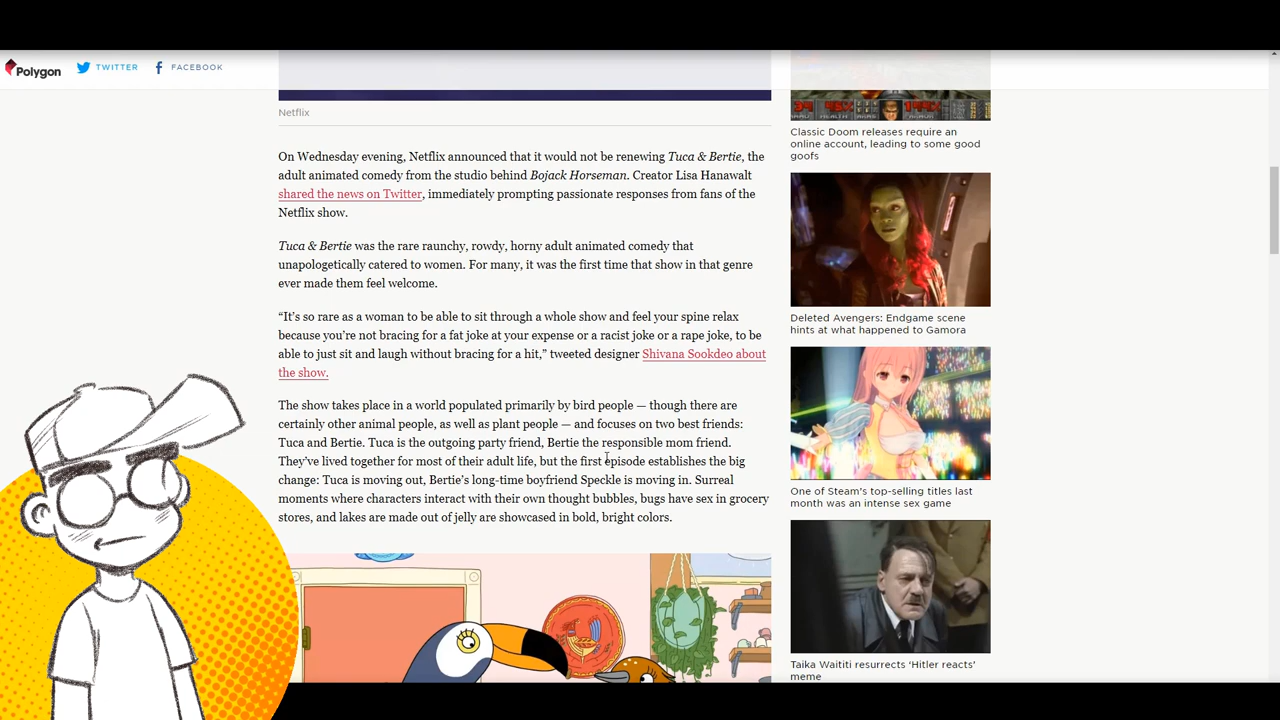 Polygon
TWITTER
FACEBOOK
Netflix
On Wednesday evening, Netflix announced that it would not be renewing Tuca & Bertie, the
adult animated comedy from the studio behind Bojack Horseman. Creator Lisa Hanawalt
shared the news on Twitter, immediately prompting passionate responses from fans of the
Netflix show.
Tuca & Bertie was the rare raunchy, rowdy, horny adult animated comedy that
unapologetically catered to women. For many, it was the first time that show in that genre
ever made them feel welcome.
“It’s so rare as a woman to be able to sit through a whole show and feel your spine relax
because you’re not bracing for a fat joke at your expense or a racist joke or a rape joke, to be
able to just sit and laugh without bracing for a hit,” tweeted designer Shivana Sookdeo about
the show.
The show takes place in a world populated primarily by bird people — though there are
certainly other animal people, as well as plant people — and focuses on two best friends:
Tuca and Bertie. Tuca is the outgoing party friend, Bertie the responsible mom friend.
They’ve lived together for most of their adult life, but the first episode establishes the big
change: Tuca is moving out, Bertie’s long-time boyfriend Speckle is moving in. Surreal
moments where characters interact with their own thought bubbles, bugs have sex in grocery
stores, and lakes are made out of jelly are showcased in bold, bright colors.
Classic Doom releases require an
online account, leading to some good
goofs
Deleted Avengers: Endgame scene
hints at what happened to Gamora
One of Steam’s top-selling titles last
month was an intense sex game
Taika Waititi resurrects ‘Hitler reacts’
meme